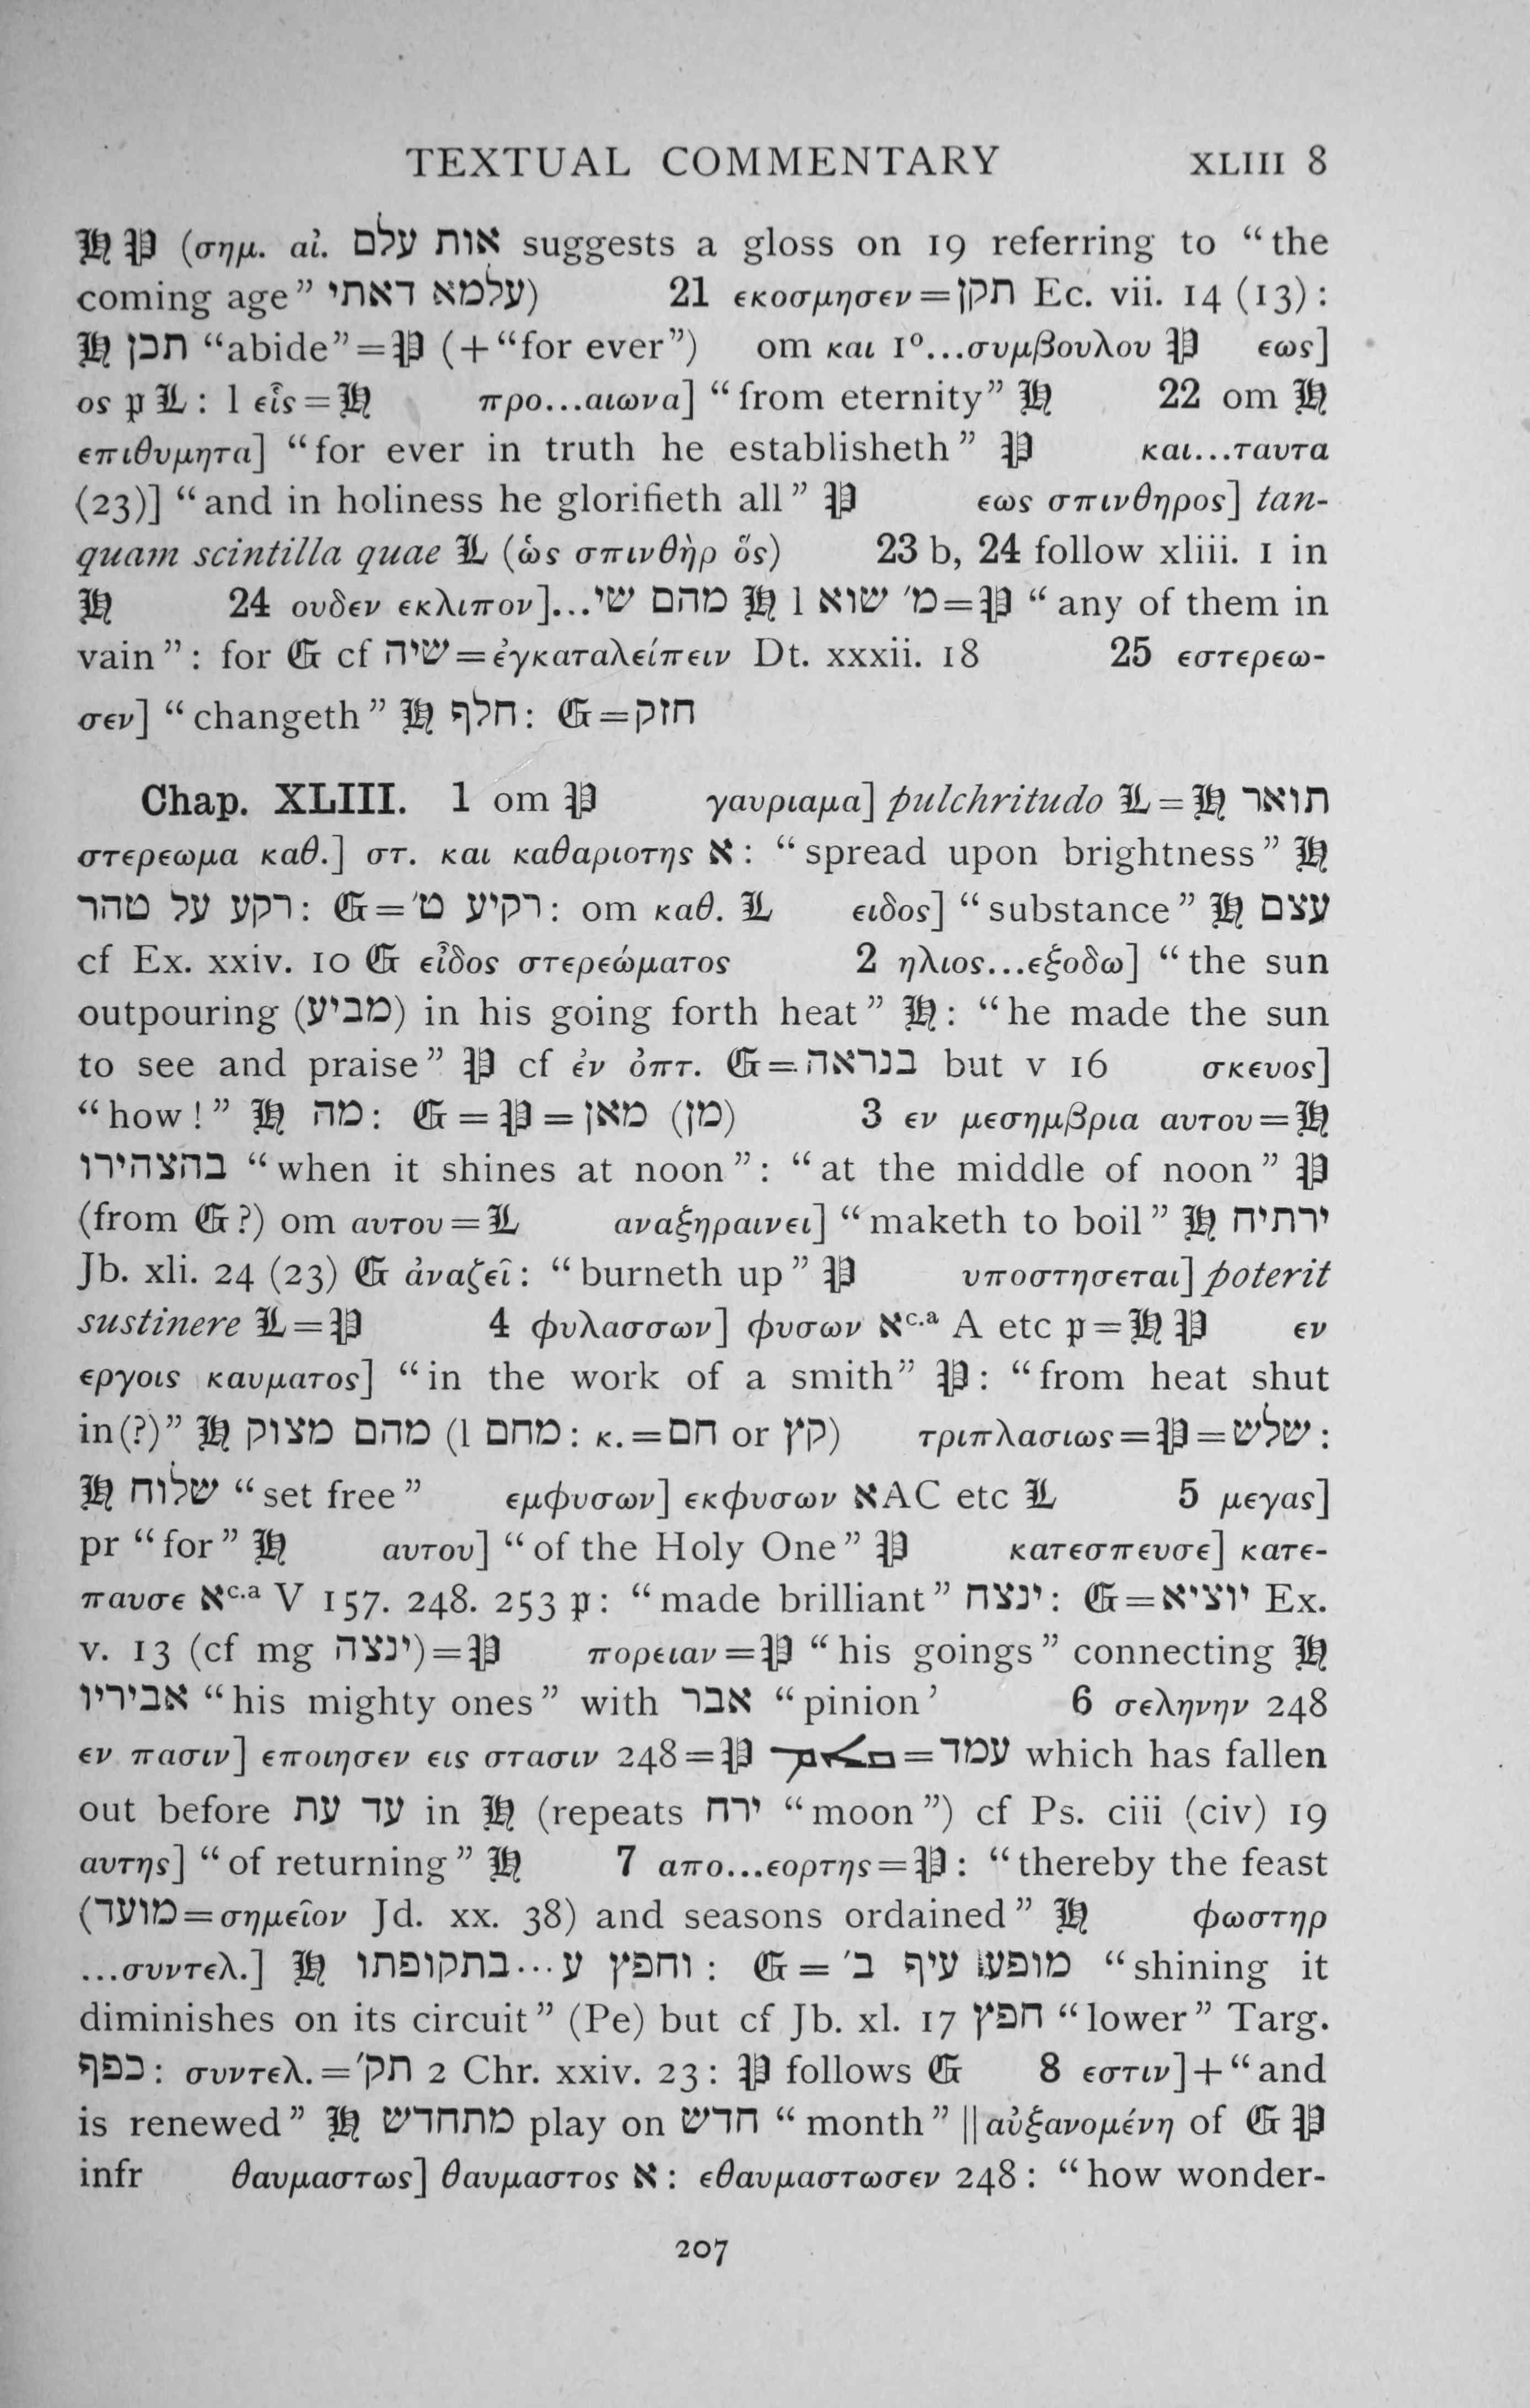 TEXTUAL COMMENTARY XLIII 8
ℌ 𝔓 (σημ. αἰ. אות עלם suggests a gloss on 19 referring to “the
coming age” עלמא דאתי) 21 εκοσμησεν=תקן Ec. vii. 14 (13):
ℌ תכן “abide”=𝔓 (+“for ever”) om και 1º...συμβουλου 𝔓 εως]
os 𝔭 𝔏: l εἷς=ℌ προ...αιωνα] “from eternity” ℌ 22 om ℌ
επιθυμητα] “for ever in truth he establisheth” 𝔓 και...ταυτα
(23)] “and in holiness he glorifieth all” 𝔓 εως σπινθηρος] tan-
quam scintilla quae 𝔏 (ὡς σπινθὴρ ὅς) 23 b, 24 follow xliii. 1 in
ℌ 24 ουδεν εκλιπον]...מהם שי׳ ℌ l מ׳ שוא=𝔓 “any of them in
vain”: for 𝔊 cf שיה=ἐγκαταλείπειν Dt. xxxii. 18 25 εστερεω-
σεν] “changeth” ℌ חלף: 𝔊=חזק
Chap. XLIII. 1 om 𝔓 γαυριαμα] pulchritudo 𝔏=ℌ תואר
στερεωμα καθ.] στ. και καθαριοτης א: “spread upon brightness” ℌ
רקע על טהר: 𝔊=רקיע ט׳: om καθ. 𝔏 ειδος] “substance” ℌ עצם
cf Ex. xxiv. 10 𝔊 εἶδος στερεώματος 2 ηλιος...εξοδω] “the sun
outpouring (מביע) in his going forth heat” ℌ: “he made the sun
to see and praise” 𝔓 cf ἐν ὀπτ. 𝔊=בנראה but v 16 σκευος]
“how!” ℌ מה: 𝔊=𝔓=מאן (מן) 3 εν μεσημβρια αυτου=ℌ
בהצהירו “when it shines at noon”: “at the middle of noon” 𝔓
(from 𝔊?) om αυτου=𝔏 αναξηραινει] “maketh to boil” ℌ ירתיח
Jb. xli. 24 (23) 𝔊 ἀναζεῖ: “burneth up” 𝔓 υποστησεται] poterit
sustinere 𝔏=𝔓 4 φυλασσων] φυσων אc.a A etc 𝔭=ℌ 𝔓 εν
εργοις καυματος] “in the work of a smith” 𝔓: “from heat shut
in(?)” ℌ מהם מצוק (l מחם: κ.=חם or קץ) τριπλασιως=𝔓=שלש:
ℌ שלוח “set free” εμφυσων] εκφυσων אAC etc 𝔏 5 μεγας]
pr “for” ℌ αυτου] “of the Holy One” 𝔓 κατεσπευσε] κατε-
παυσε אc.a V 157. 248. 253 𝔭: “made brilliant” ינצח: 𝔊=יוציא Ex.
v. 13 (cf mg ינצה)=𝔓 πορειαν=𝔓 “his goings” connecting ℌ
אביריו “his mighty ones” with אבר “pinion’ 6 σεληνην 248
εν πασιν] εποιησεν εις στασιν 248=𝔓 =עמד which has fallen
out before עד עת in ℌ (repeats ירח “moon”) cf Ps. ciii (civ) 19
αυτης] “of returning” ℌ 7 απο...εορτης=𝔓: “thereby the feast
(מועד=σημεῖον Jd. xx. 38) and seasons ordained” ℌ φωστηρ
...συντελ.] ℌ וחפץ ע...בתקופתו: 𝔊= מופע עיף ב׳ “shining it
diminishes on its circuit” (Pe) but cf Jb. xl. 17 חפץ “lower” Targ.
כפף: συντελ.=תק׳ 2 Chr. xxiv. 23: 𝔓 follows 𝔊 8 εστιν]+“and
is renewed” ℌ מתחדש play on חדש “month” ||αὐξανομένη of 𝔊 𝔓
infr θαυμαστως] θαυμαστος א: εθαυμαστωσεν 248: “how wonder-
207